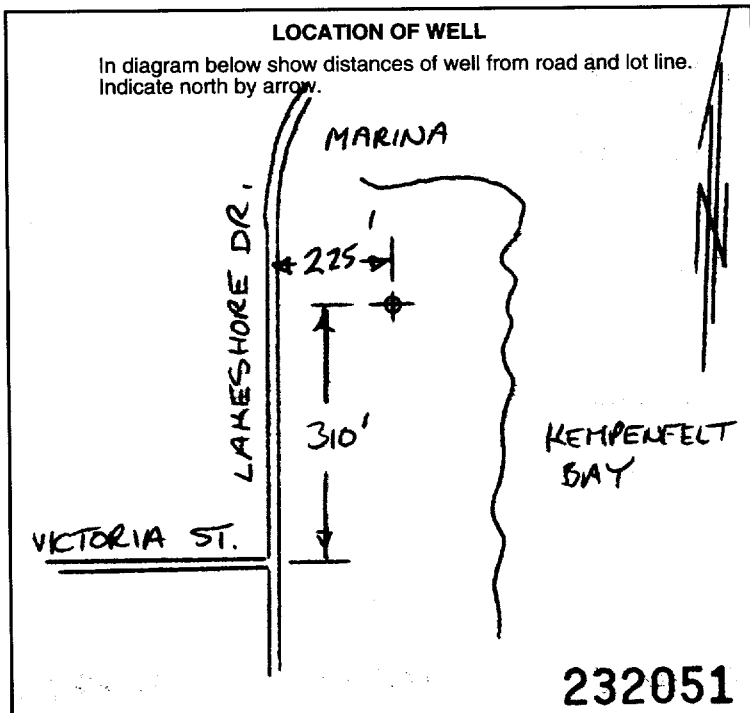 LOCATION OF WELL
In diagram below show distances of well from road and lot line.
Indicate north by arrow.
MARINA
LAKESHORE DR.
225'
310'
KEMPENFELT
BAY
VICTORIA ST.
N
232051